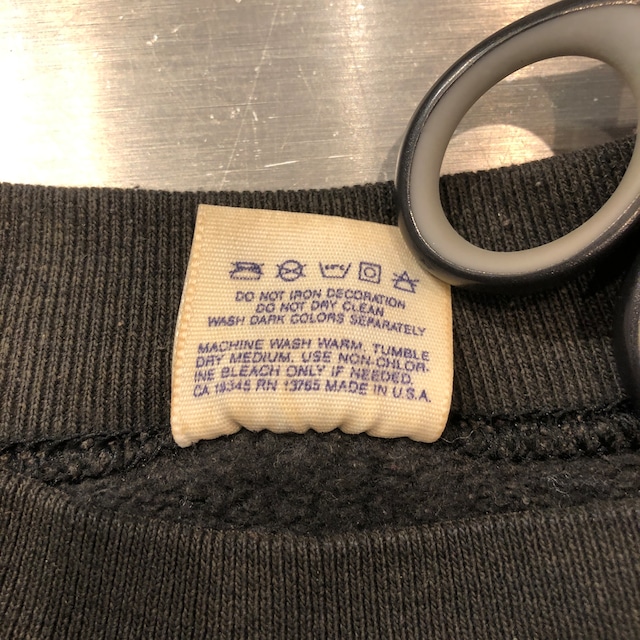 DO NOT IRON DECORATION
DO NOT DRY CLEAN
WASH DARK COLORS SEPARATELY
MACHINE WASH WARM, TUMBLE
DRY MEDIUM. USE NON-CHLOR-
INE BLEACH ONLY IF NEEDED.
CA 19345 RN 13765 MADE IN U.S.A.